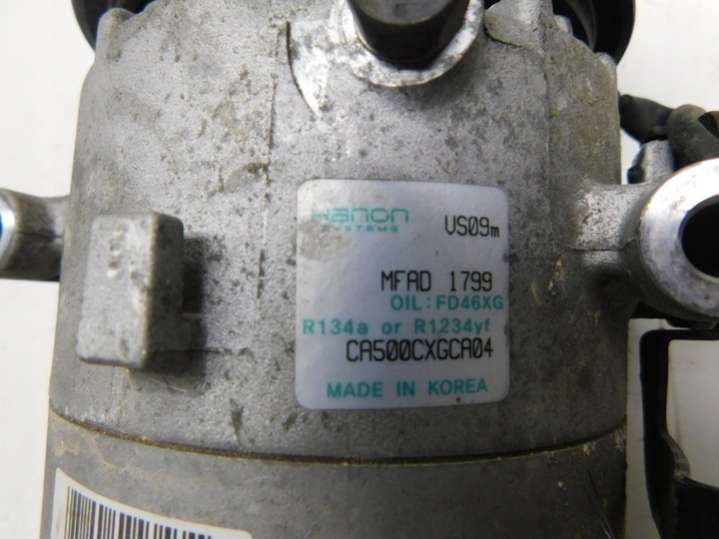 Hanon VS09m
SYSTEMS
MFAD 1799
OIL:FD46XG
R134a or R1234yf
CA500CXGCA04
MADE IN KOREA